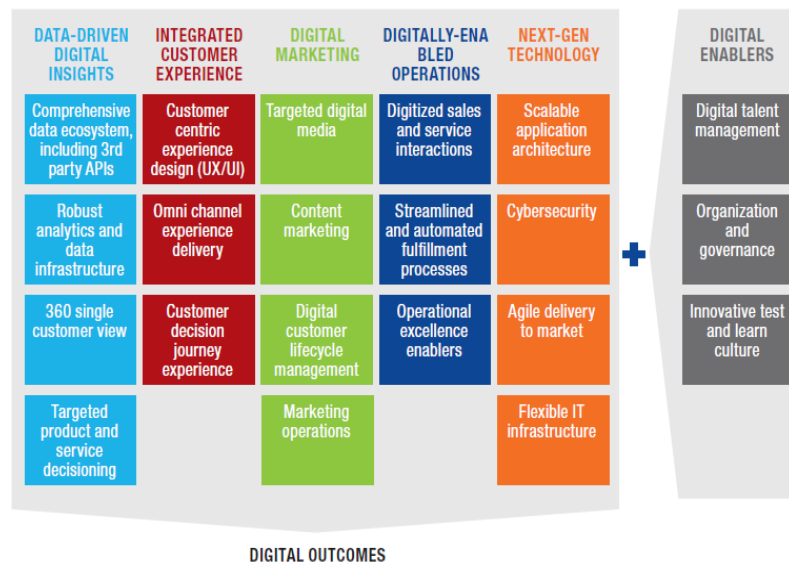 DATA-DRIVEN
DIGITAL
INSIGHTS
INTEGRATED
CUSTOMER
EXPERIENCE
DIGITAL
MARKETING
DIGITALLY-ENA
BLED
OPERATIONS
NEXT-GEN
TECHNOLOGY
DIGITAL
ENABLERS
Comprehensive
data ecosystem,
including 3rd
party APIs
Customer
centric
experience
design (UX/UI)
Targeted digital
media
Digitized sales
and service
interactions
Scalable
application
architecture
Digital talent
management
Robust
analytics and
data
infrastructure
Omni channel
experience
delivery
Content
marketing
Streamlined
and automated
fulfillment
processes
Cybersecurity
Organization
and
governance
360 single
customer view
Customer
decision
journey
experience
Digital
customer
lifecycle
management
Operational
excellence
enablers
Agile delivery
to market
Innovative test
and learn
culture
Targeted
product and
service
decisioning
Marketing
operations
Flexible IT
infrastructure
DIGITAL OUTCOMES